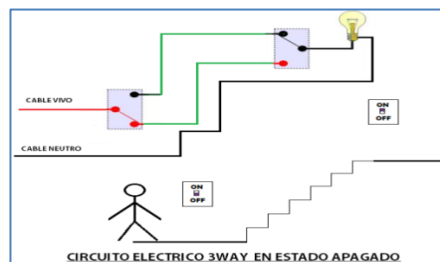 CABLE VIVO
ON
OFF
CABLE NEUTRO
ON
OFF
CIRCUITO ELECTRICO 3WAY EN ESTADO APAGADO